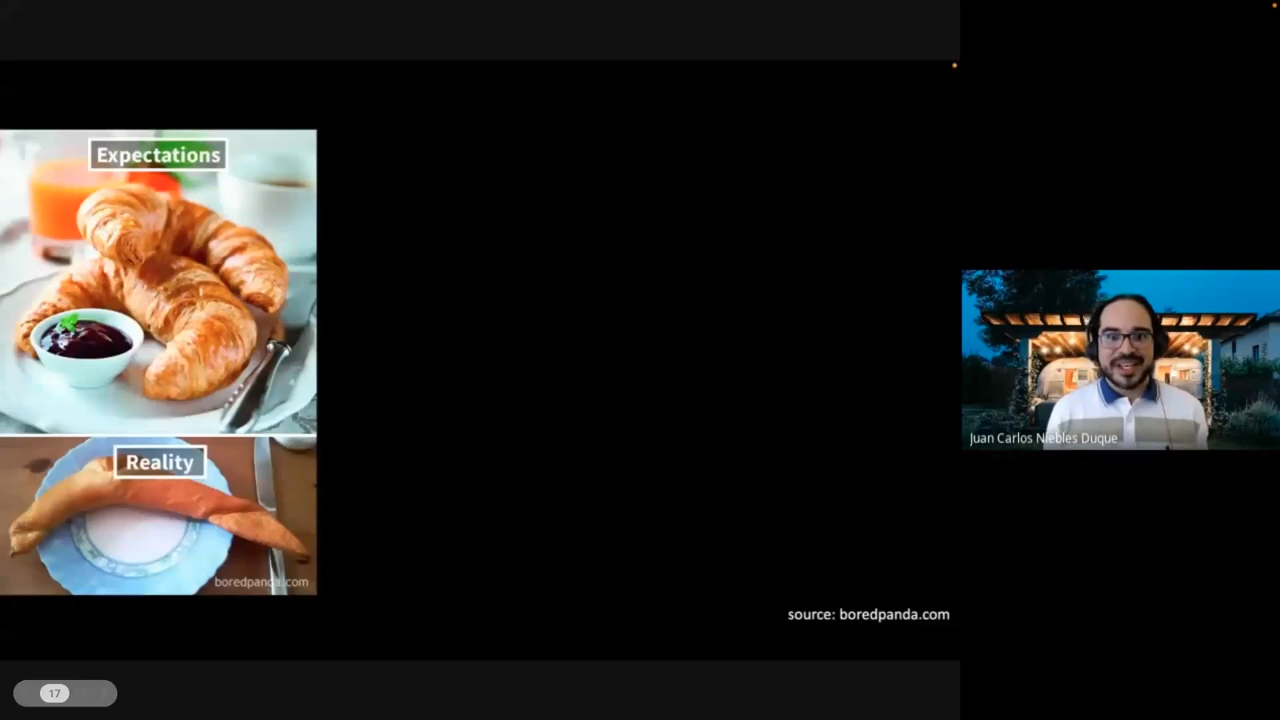 Expectations
Reality
boredpanda.com
source: boredpanda.com
Juan Carlos Niebles Duque
17